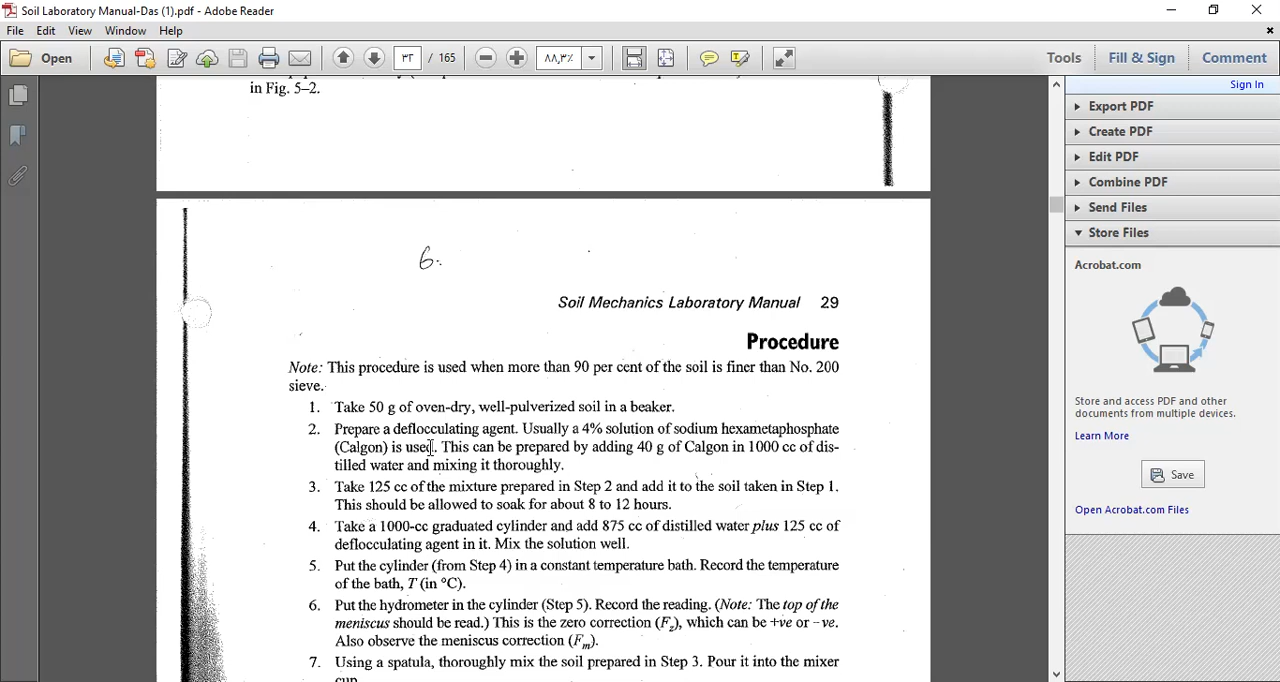 Soil Laboratory Manual-Das (1).pdf - Adobe Reader
File Edit View Window Help
Open ٣٢ / 165 ٨٨,٣٪ Tools Fill & Sign Comment
Sign In
in Fig. 5–2.
6.
Soil Mechanics Laboratory Manual 29
Procedure
Note: This procedure is used when more than 90 per cent of the soil is finer than No. 200
sieve.
1. Take 50 g of oven-dry, well-pulverized soil in a beaker.
2. Prepare a deflocculating agent. Usually a 4% solution of sodium hexametaphosphate
(Calgon) is used. This can be prepared by adding 40 g of Calgon in 1000 cc of dis-
tilled water and mixing it thoroughly.
3. Take 125 cc of the mixture prepared in Step 2 and add it to the soil taken in Step 1.
This should be allowed to soak for about 8 to 12 hours.
4. Take a 1000-cc graduated cylinder and add 875 cc of distilled water plus 125 cc of
deflocculating agent in it. Mix the solution well.
5. Put the cylinder (from Step 4) in a constant temperature bath. Record the temperature
of the bath, T (in °C).
6. Put the hydrometer in the cylinder (Step 5). Record the reading. (Note: The top of the
meniscus should be read.) This is the zero correction (Fz), which can be +ve or –ve.
Also observe the meniscus correction (Fm).
7. Using a spatula, thoroughly mix the soil prepared in Step 3. Pour it into the mixer
cup.
Export PDF
Create PDF
Edit PDF
Combine PDF
Send Files
Store Files
Acrobat.com
Store and access PDF and other
documents from multiple devices.
Learn More
Save
Open Acrobat.com Files